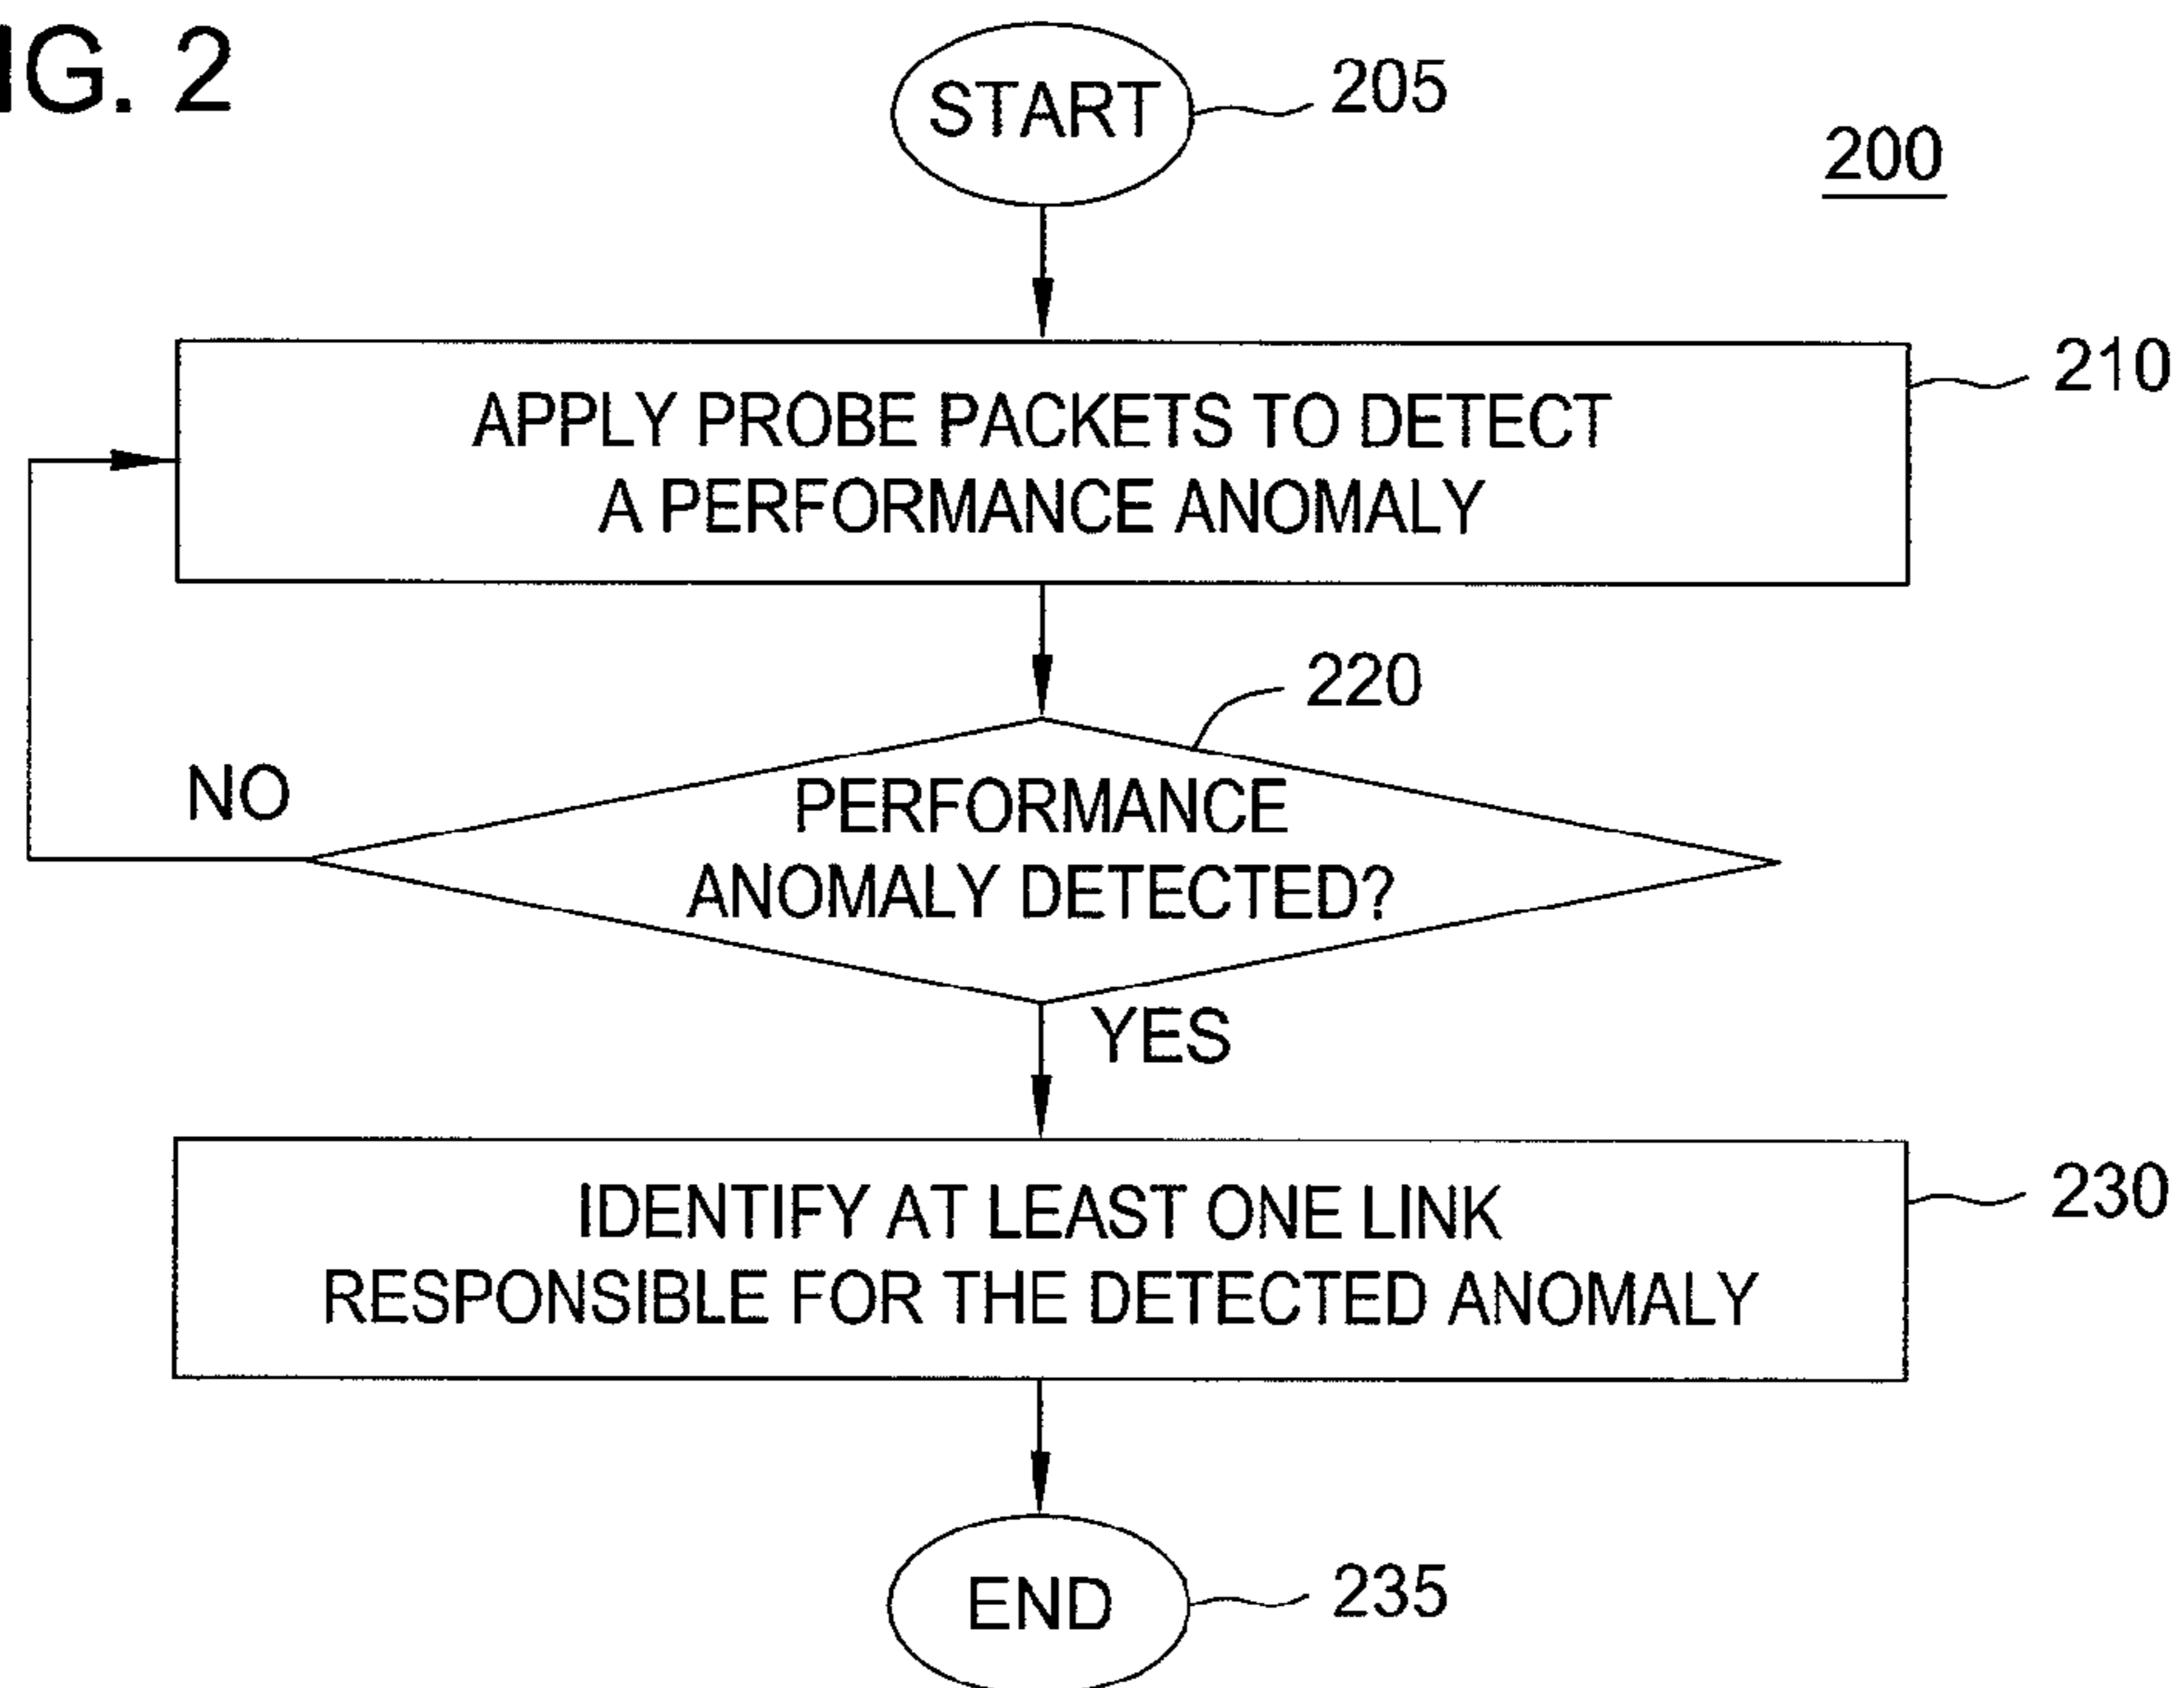 IG. 2
START
205
200
APPLY PROBE PACKETS TO DETECT
A PERFORMANCE ANOMALY
210
220
NO
PERFORMANCE
ANOMALY DETECTED?
YES
IDENTIFY AT LEAST ONE LINK
RESPONSIBLE FOR THE DETECTED ANOMALY
230
END
235